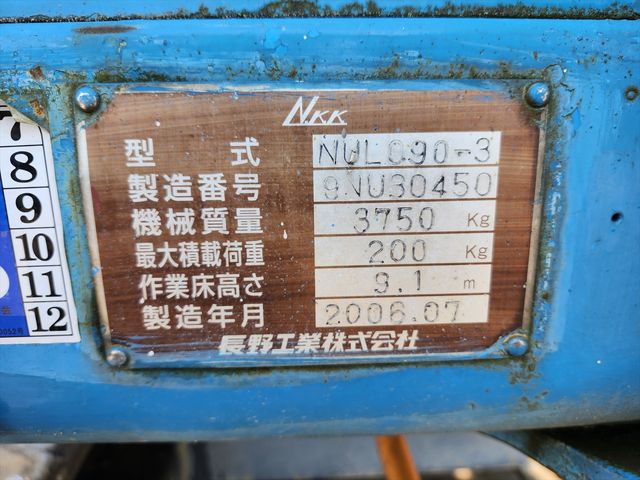 NKK
型式 NUL090-3
製造番号 9NU30450
機械質量 3750 Kg
最大積載荷重 200 Kg
作業床高さ 9.1 m
製造年月 2006.07
長野工業株式会社
7
8
9
10
11
12